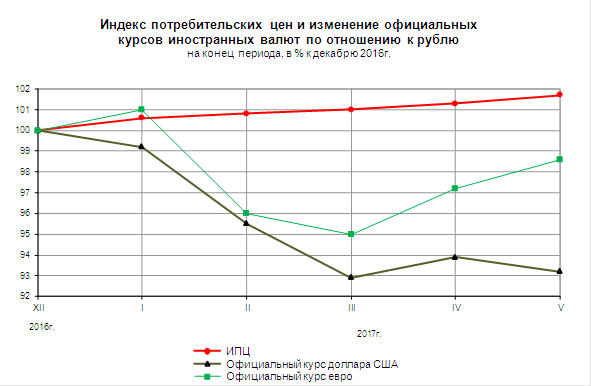 Индекс потребительских цен и изменение официальных
курсов иностранных валют по отношению к рублю
на конец периода, в % к декабрю 2016г.
102
101
100
99
98
97
96
95
94
93
92
XII I II III IV V
2016г. 2017г.
ИПЦ
Официальный курс доллара США
Официальный курс евро